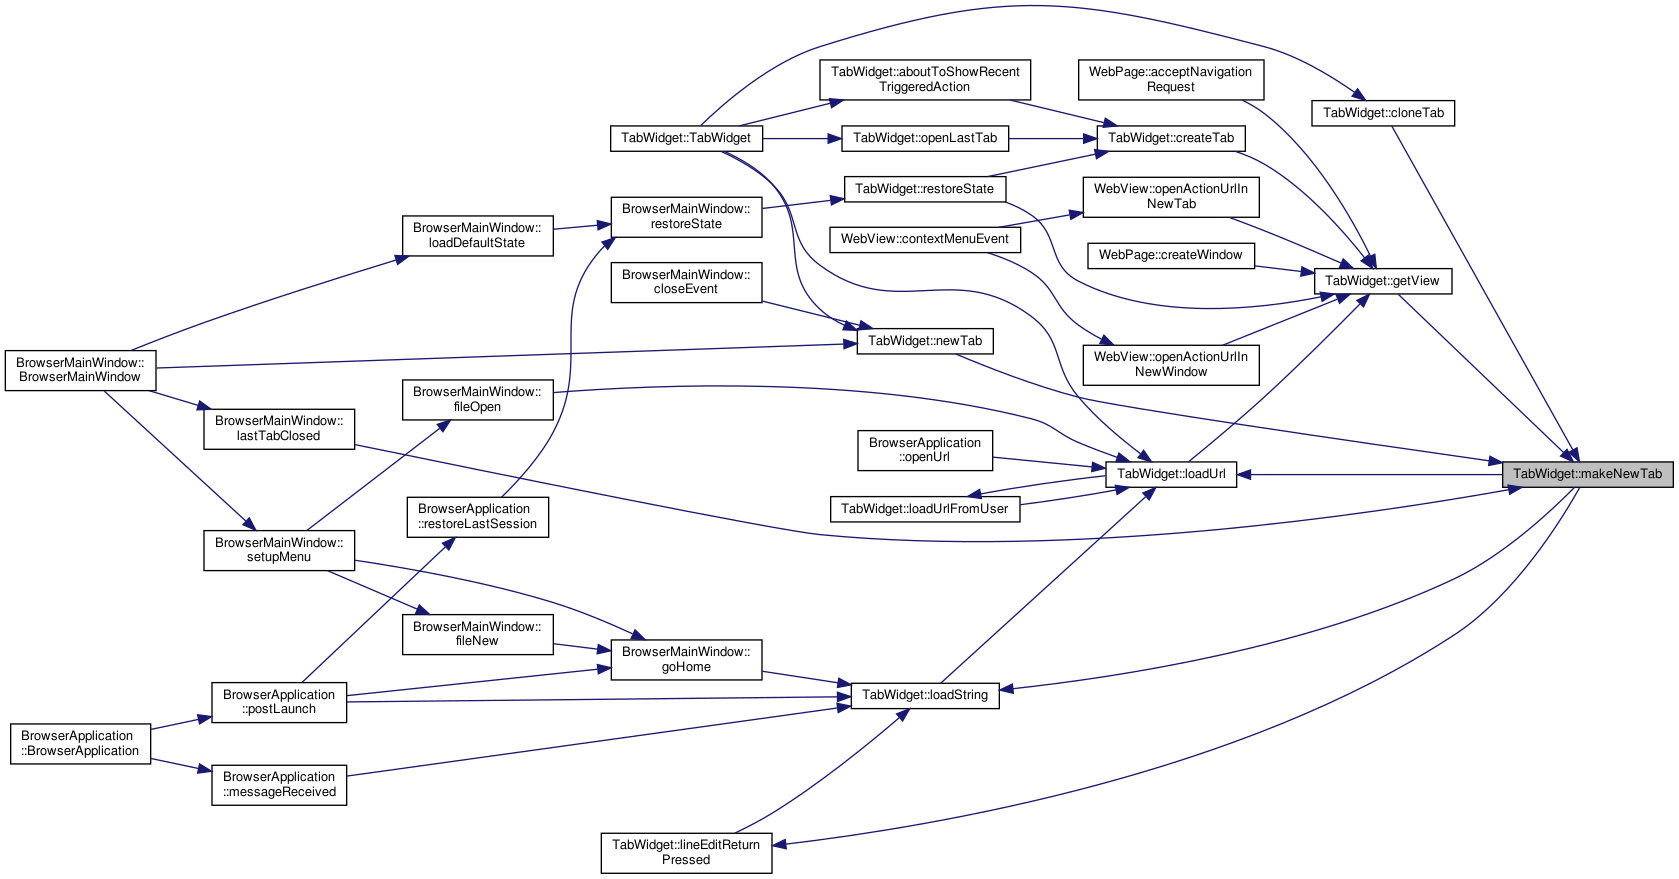 TabWidget::aboutToShowRecent
TriggeredAction
WebPage::acceptNavigation
Request
TabWidget::cloneTab
TabWidget::TabWidget
TabWidget::openLastTab
TabWidget::createTab
TabWidget::restoreState
WebView::openActionUrlIn
NewTab
BrowserMainWindow::
restoreState
BrowserMainWindow::
loadDefaultState
WebView::contextMenuEvent
WebPage::createWindow
BrowserMainWindow::
closeEvent
TabWidget::getView
TabWidget::newTab
WebView::openActionUrlIn
NewWindow
BrowserMainWindow::
BrowserMainWindow
BrowserMainWindow::
fileOpen
BrowserMainWindow::
lastTabClosed
BrowserApplication
::openUrl
TabWidget::loadUrl
TabWidget::makeNewTab
TabWidget::loadUrlFromUser
BrowserApplication
::restoreLastSession
BrowserMainWindow::
setupMenu
BrowserMainWindow::
fileNew
BrowserMainWindow::
goHome
BrowserApplication
::postLaunch
TabWidget::loadString
BrowserApplication
::BrowserApplication
BrowserApplication
::messageReceived
TabWidget::lineEditReturn
Pressed